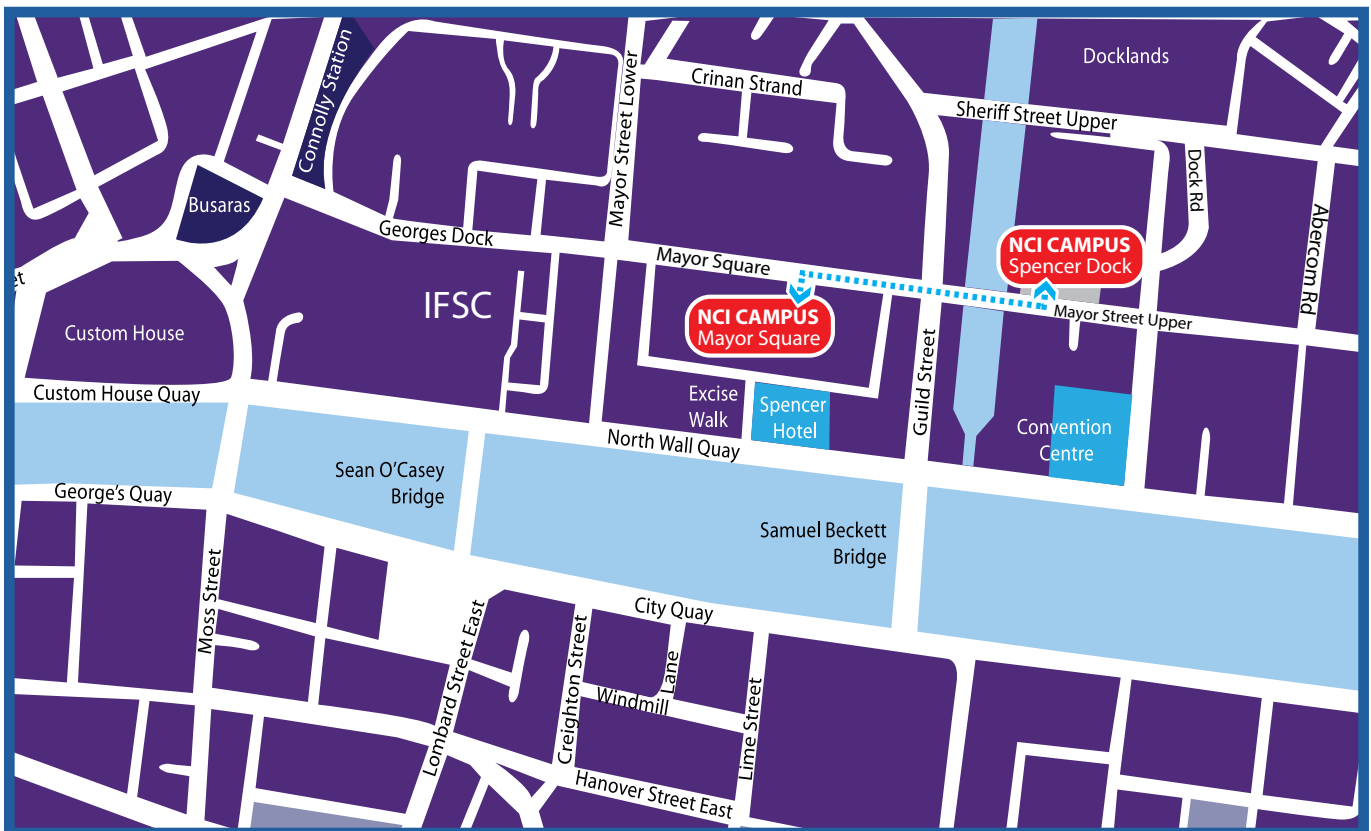 Docklands
Connolly Station
Mayor Street Lower
Crinan Strand
Sheriff Street Upper
Dock Rd
Busaras
Abercom Rd
Georges Dock
Mayor Square
NCI CAMPUS
Spencer Dock
et
IFSC
NCI CAMPUS
Mayor Square
Mayor Street Upper
Custom House
Guild Street
Custom House Quay
Excise
Walk
Spencer
Hotel
Convention
Centre
North Wall Quay
Sean O'Casey
Bridge
George's Quay
Samuel Beckett
Bridge
Moss Street
City Quay
Lombard Street East
Creighton Street
Windmill
Lane
Lime Street
Hanover Street East